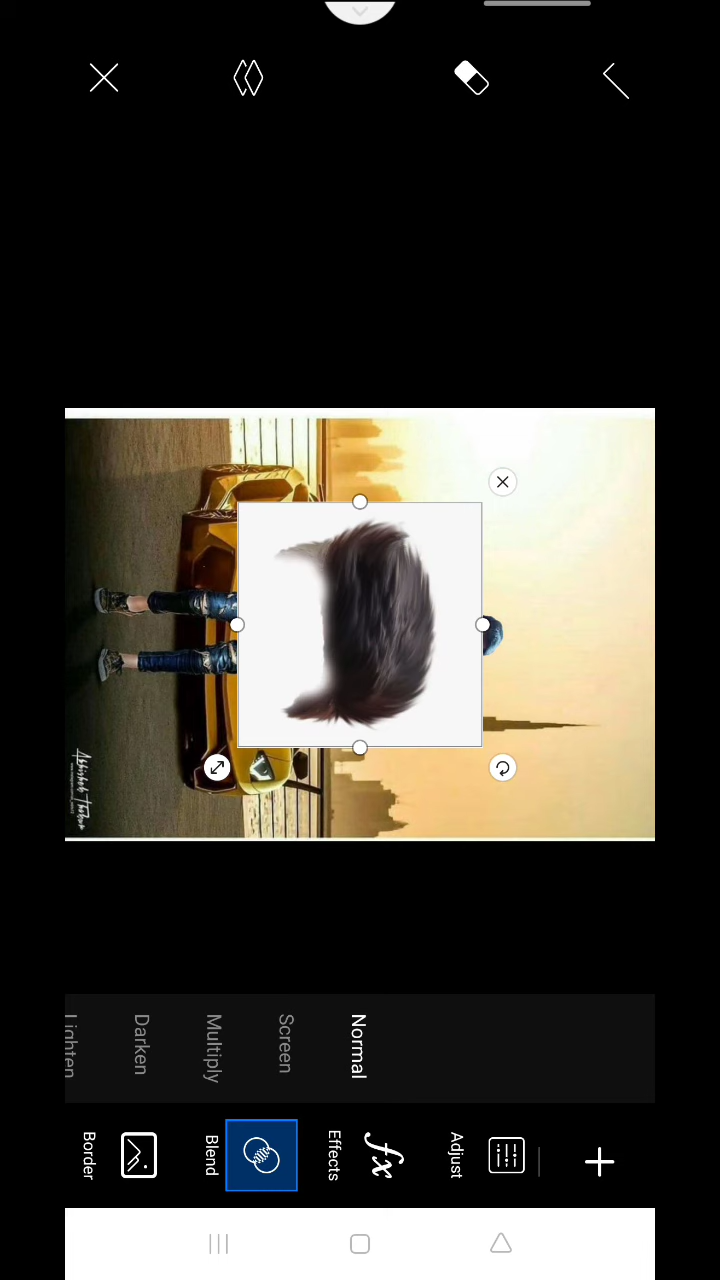 Normal
Screen
Multiply
Darken
Lighten
Adjust
Effects
Blend
Border